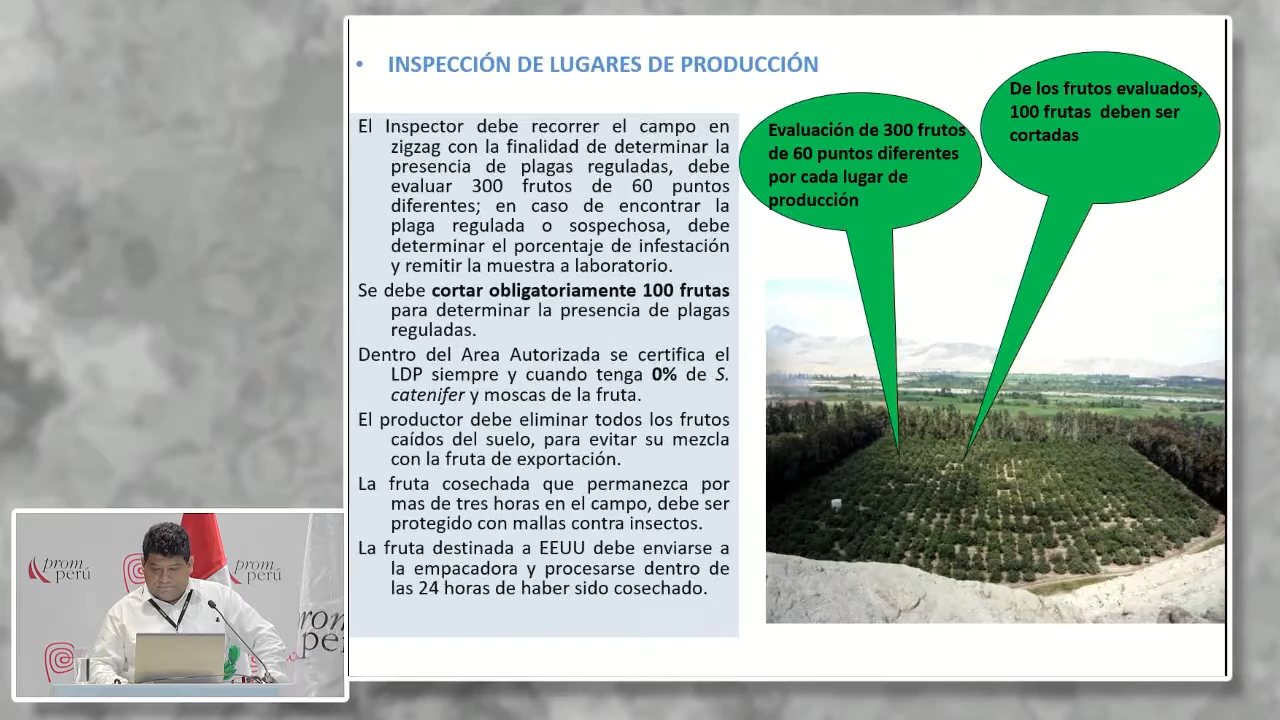 • INSPECCIÓN DE LUGARES DE PRODUCCIÓN
El Inspector debe recorrer el campo en
zigzag con la finalidad de determinar la
presencia de plagas reguladas, debe
evaluar 300 frutos de 60 puntos
diferentes; en caso de encontrar la
plaga regulada o sospechosa, debe
determinar el porcentaje de infestación
y remitir la muestra a laboratorio.
Se debe cortar obligatoriamente 100 frutas
para determinar la presencia de plagas
reguladas.
Dentro del Area Autorizada se certifica el
LDP siempre y cuando tenga 0% de S.
catenifer y moscas de la fruta.
El productor debe eliminar todos los frutos
caídos del suelo, para evitar su mezcla
con la fruta de exportación.
La fruta cosechada que permanezca por
mas de tres horas en el campo, debe ser
protegido con mallas contra insectos.
La fruta destinada a EEUU debe enviarse a
la empacadora y procesarse dentro de
las 24 horas de haber sido cosechado.
Evaluación de 300 frutos
de 60 puntos diferentes
por cada lugar de
producción
De los frutos evaluados,
100 frutas deben ser
cortadas
prom
perú
prom
perú
rom
perú